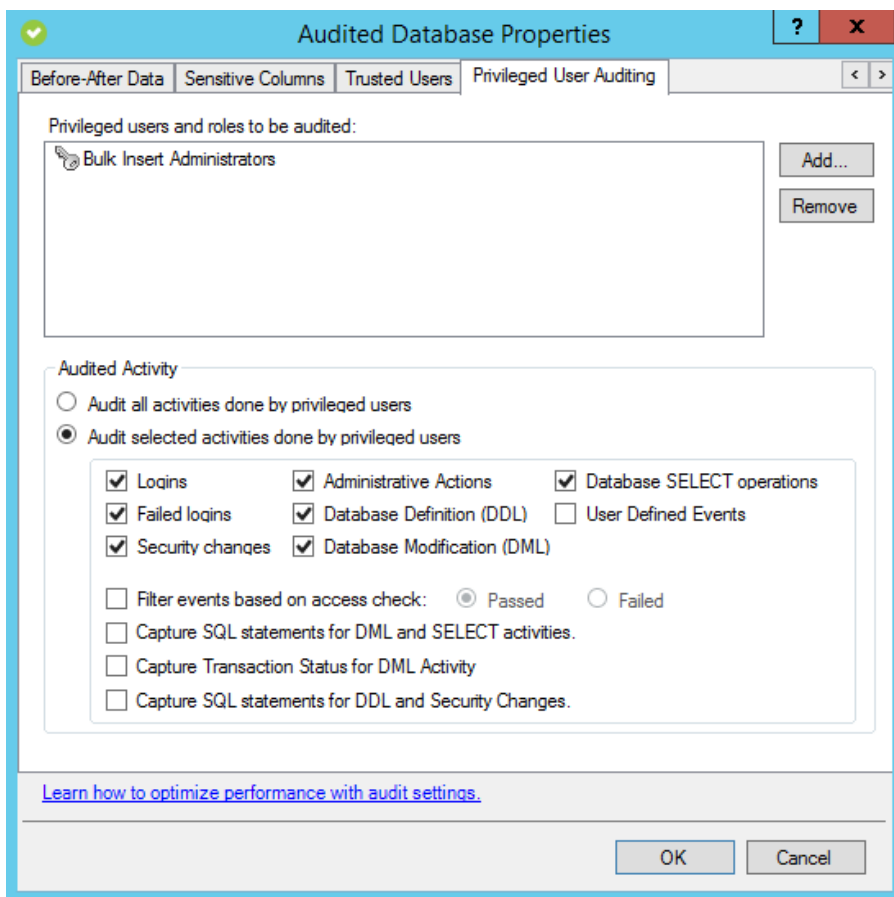 Audited Database Properties
? x
Before-After Data Sensitive Columns Trusted Users Privileged User Auditing < >
Privileged users and roles to be audited:
Bulk Insert Administrators
Add...
Remove
Audited Activity
Audit all activities done by privileged users
Audit selected activities done by privileged users
Logins Administrative Actions Database SELECT operations
Failed logins Database Definition (DDL) User Defined Events
Security changes Database Modification (DML)
Filter events based on access check: Passed Failed
Capture SQL statements for DML and SELECT activities.
Capture Transaction Status for DML Activity
Capture SQL statements for DDL and Security Changes.
Learn how to optimize performance with audit settings.
OK Cancel